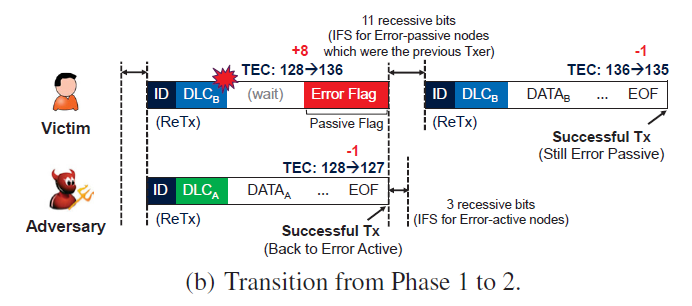 11 recessive bits
(IFS for Error-passive nodes
+8 which were the previous Txer) -1
TEC: 128→136 TEC: 136→135
ID DLCB (wait) Error Flag ID DLCB DATAB ... EOF
Victim (ReTx) Passive Flag (ReTx)
Successful Tx
(Still Error Passive)
-1
TEC: 128→127
ID DLCA DATAA ... EOF
Adversary (ReTx)
3 recessive bits
(IFS for Error-active nodes)
Successful Tx
(Back to Error Active)
(b) Transition from Phase 1 to 2.